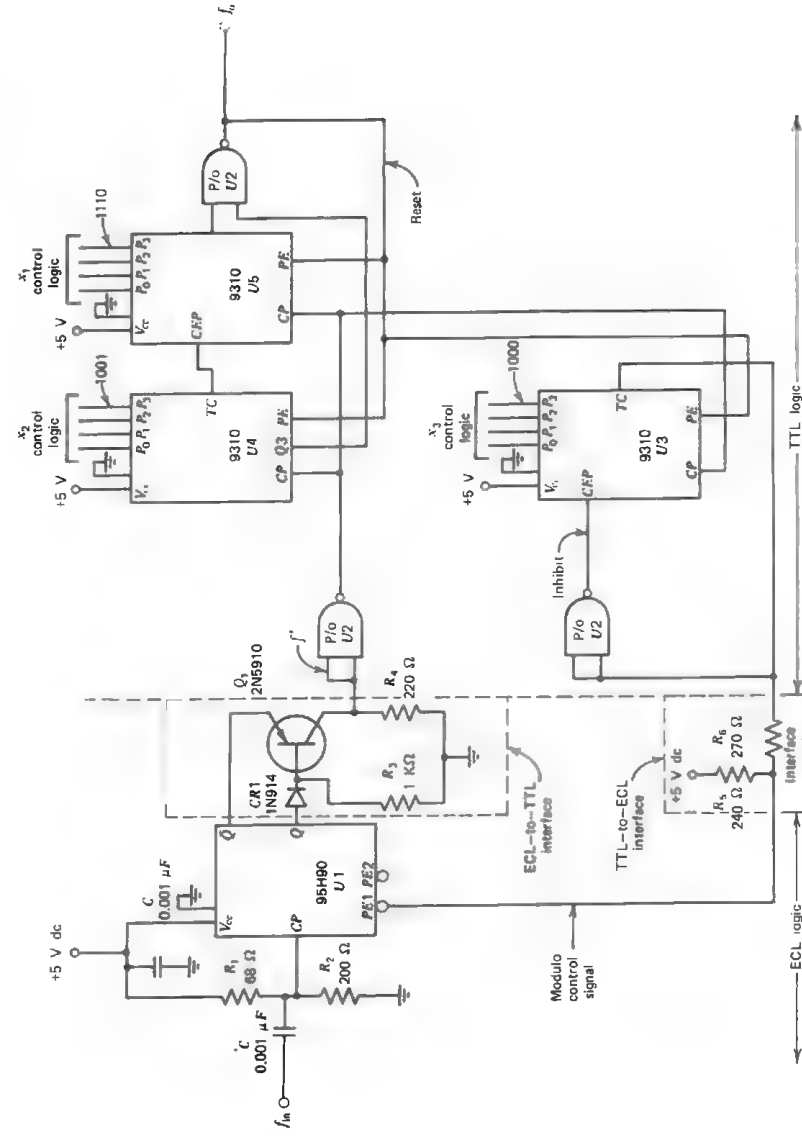 f_in
C
0.001 μF
+5 V dc
R1
68 Ω
R2
200 Ω
C
0.001 μF
V_CC
CP
95H90
U1
Q̄
Q
PE1 PE2
CR1
1N914
Q1
2N5910
R3
1 KΩ
R4
220 Ω
f'
P/o
U2
ECL-to-TTL
interface
TTL-to-ECL
interface
+5 V dc
R5
240 Ω
R6
270 Ω
Interface
Modulo
control
signal
+5 V
x2
control
logic
1001
P0 P1 P2 P3
9310
U4
TC
CP Q3 PE
+5 V
x1
control
logic
1110
V_CC
P0 P1 P2 P3
CEP
9310
U5
CP
PE
P/o
U2
Reset
+5 V
x3
control
logic
1000
P0 P1 P2 P3
CEP
TC
9310
U3
CP
PE
P/o
U2
Inhibit
ECL logic
TTL logic